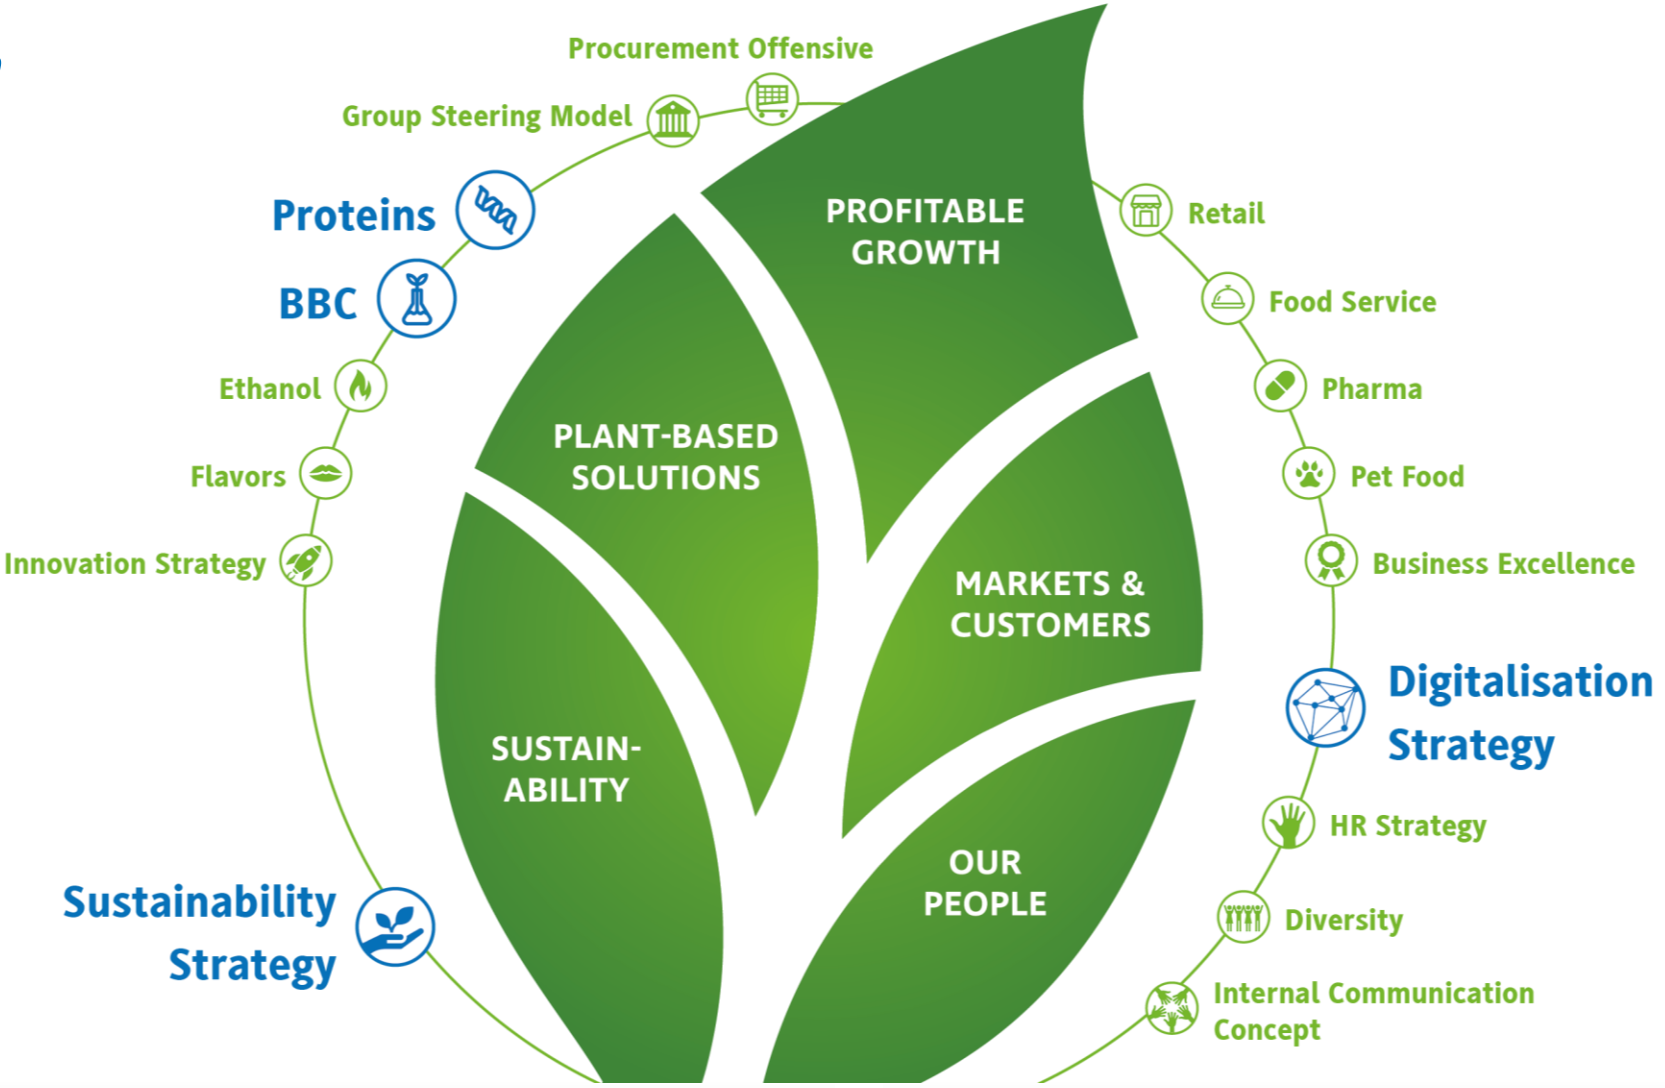 Procurement Offensive
Group Steering Model
Proteins
BBC
Ethanol
Flavors
Innovation Strategy
Sustainability
Strategy
PROFITABLE
GROWTH
PLANT-BASED
SOLUTIONS
MARKETS &
CUSTOMERS
SUSTAIN-
ABILITY
OUR
PEOPLE
Retail
Food Service
Pharma
Pet Food
Business Excellence
Digitalisation
Strategy
HR Strategy
Diversity
Internal Communication
Concept